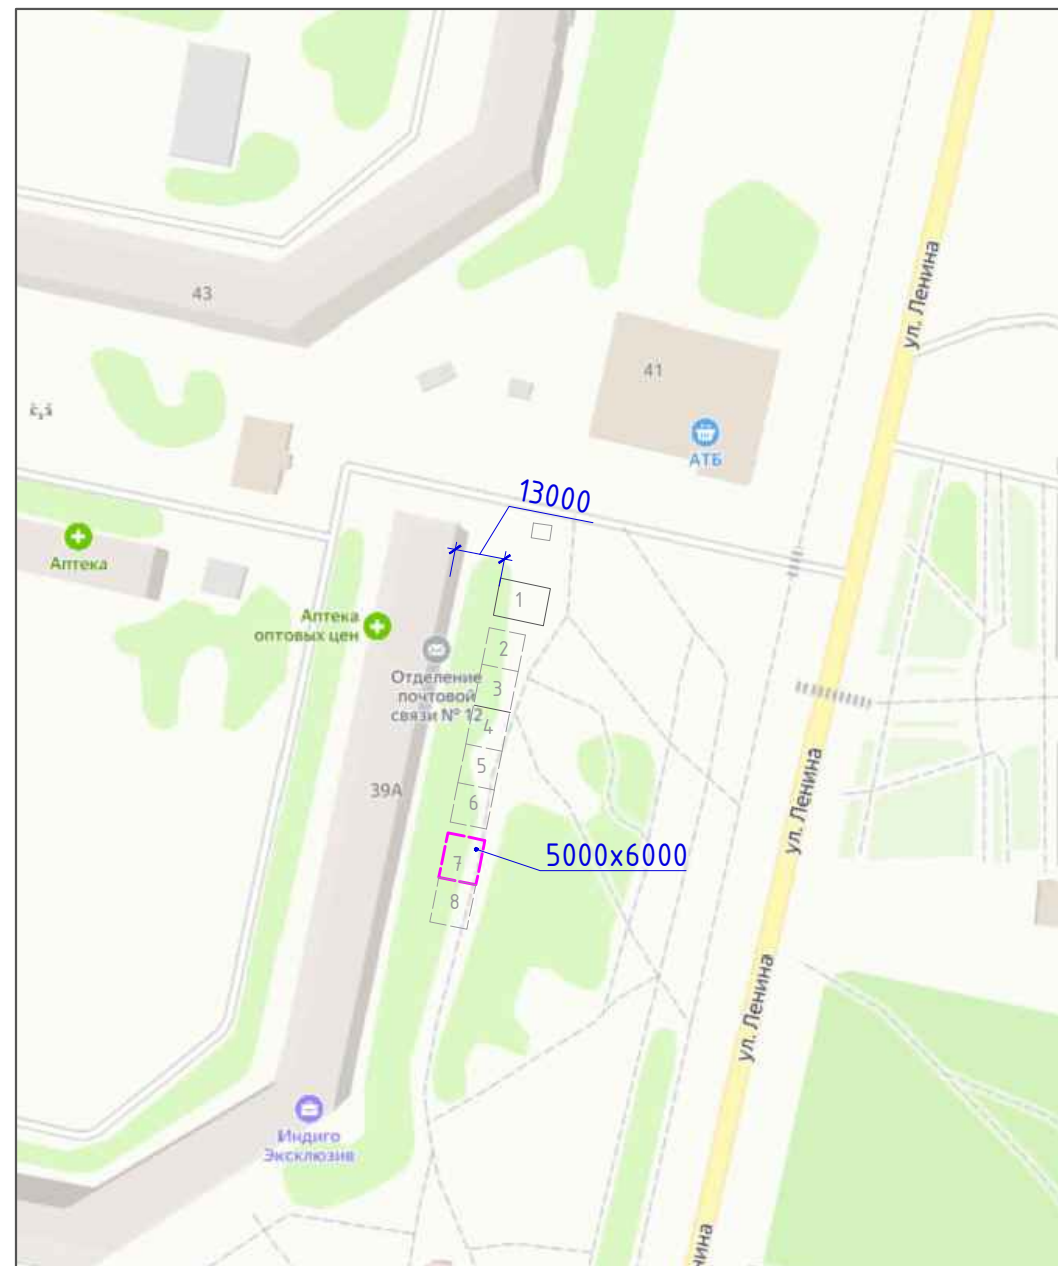 43
ул. Ленина
41
АТБ
13000
Аптека
1
Аптека
оптовых цен
2
Отделение
почтовой
связи № 12
3
4
5
39А
6
ул. Ленина
7
5000x6000
8
ул. Ленина
Индиго
Эксклюзив
нина